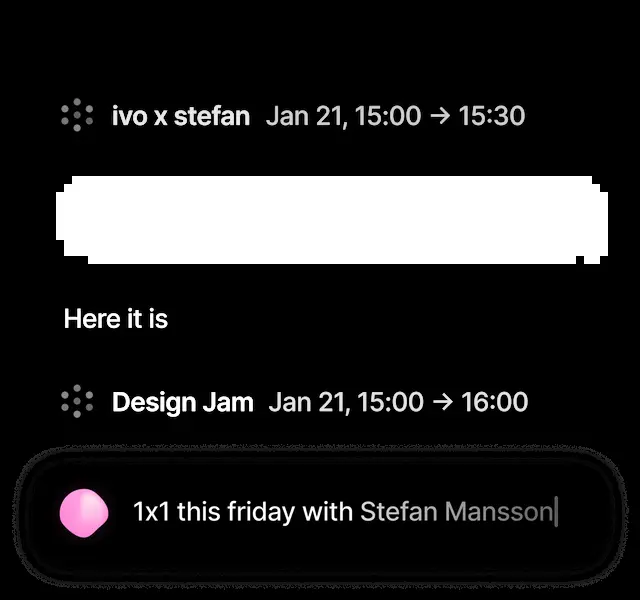 ivo x stefan Jan 21, 15:00 → 15:30
Here it is
Design Jam Jan 21, 15:00 → 16:00
1x1 this friday with Stefan Mansson